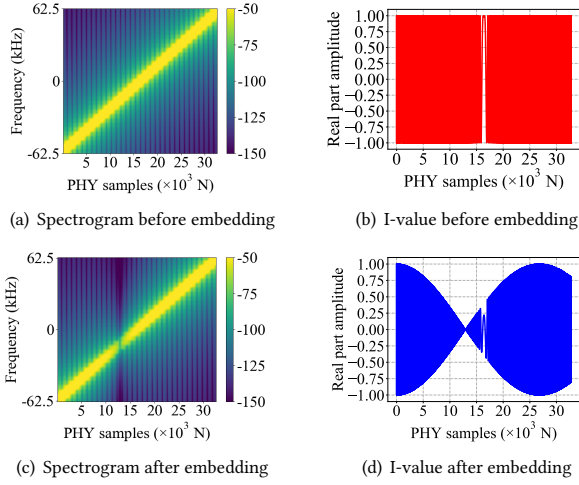 62.5
0
-62.5
Frequency (kHz)
5 10 15 20 25 30
PHY samples (×10³ N)
-50
-75
-100
-125
-150
(a) Spectrogram before embedding
1.00
0.75
0.50
0.25
0.00
−0.25
−0.50
−0.75
−1.00
Real part amplitude
0 5 10 15 20 25 30
PHY samples (×10³ N)
(b) I-value before embedding
62.5
0
-62.5
Frequency (kHz)
5 10 15 20 25 30
PHY samples (×10³ N)
-50
-75
-100
-125
-150
(c) Spectrogram after embedding
1.00
0.75
0.50
0.25
0.00
−0.25
−0.50
−0.75
−1.00
Real part amplitude
0 5 10 15 20 25 30
PHY samples (×10³ N)
(d) I-value after embedding